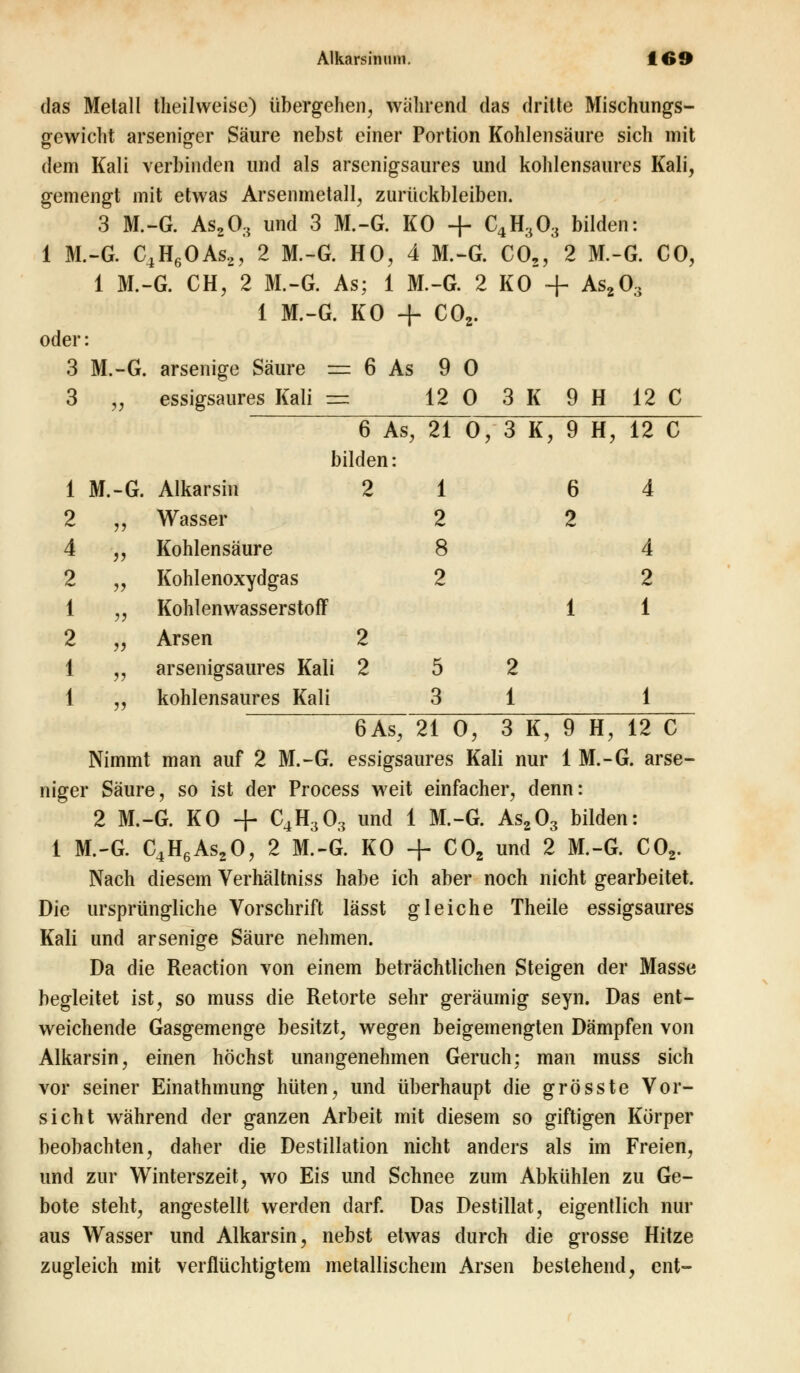 Alkarsinum. 169
das Metall theilweise) übergehen, während das dritte Mischungs-
gewicht arseniger Säure nebst einer Portion Kohlensäure sich mit
dem Kali verbinden und als arsenigsaures und kohlensaures Kali,
gemengt mit etwas Arsenmetall, zurückbleiben.
3 M.-G. As₂O₃ und 3 M.-G. KO + C₄H₃O₃ bilden:
1 M.-G. C₄H₆OAs₂, 2 M.-G. HO, 4 M.-G. CO₂, 2 M.-G. CO,
1 M.-G. CH, 2 M.-G. As; 1 M.-G. 2 KO + As₂O₃
1 M.-G. KO + CO₂.
oder:
3 M.-G. arsenige Säure = 6 As 9 O
3 „ essigsaures Kali = 12 O 3 K 9 H 12 C
6 As, 21 O, 3 K, 9 H, 12 C
bilden:
1 M.-G. Alkarsin 2 1 6 4
2 „ Wasser 2 2
4 „ Kohlensäure 8 4
2 „ Kohlenoxydgas 2 2
1 „ Kohlenwasserstoff 1 1
2 „ Arsen 2
1 „ arsenigsaures Kali 2 5 2
1 „ kohlensaures Kali 3 1 1
6As, 21 O, 3 K, 9 H, 12 C
Nimmt man auf 2 M.-G. essigsaures Kali nur 1 M.-G. arse-
niger Säure, so ist der Process weit einfacher, denn:
2 M.-G. KO + C₄H₃O₃ und 1 M.-G. As₂O₃ bilden:
1 M.-G. C₄H₆As₂O, 2 M.-G. KO + CO₂ und 2 M.-G. CO₂.
Nach diesem Verhältniss habe ich aber noch nicht gearbeitet.
Die ursprüngliche Vorschrift lässt gleiche Theile essigsaures
Kali und arsenige Säure nehmen.
Da die Reaction von einem beträchtlichen Steigen der Masse
begleitet ist, so muss die Retorte sehr geräumig seyn. Das ent-
weichende Gasgemenge besitzt, wegen beigemengten Dämpfen von
Alkarsin, einen höchst unangenehmen Geruch; man muss sich
vor seiner Einathmung hüten, und überhaupt die grösste Vor-
sicht während der ganzen Arbeit mit diesem so giftigen Körper
beobachten, daher die Destillation nicht anders als im Freien,
und zur Winterszeit, wo Eis und Schnee zum Abkühlen zu Ge-
bote steht, angestellt werden darf. Das Destillat, eigentlich nur
aus Wasser und Alkarsin, nebst etwas durch die grosse Hitze
zugleich mit verflüchtigtem metallischem Arsen bestehend, ent-